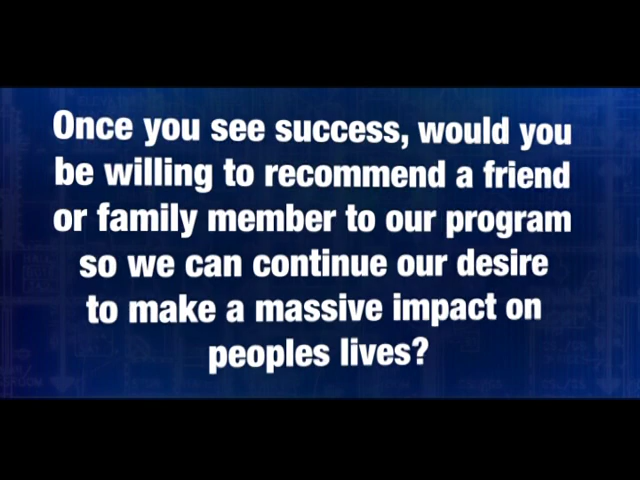 Once you see success, would you
be willing to recommend a friend
or family member to our program
so we can continue our desire
to make a massive impact on
peoples lives?